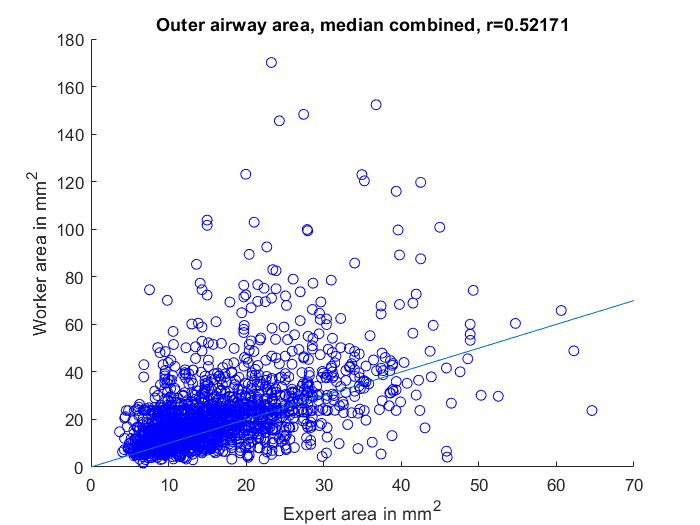 Outer airway area, median combined, r=0.52171
180
160
140
120
100
80
60
40
20
0
Worker area in mm²
0 10 20 30 40 50 60 70
Expert area in mm²